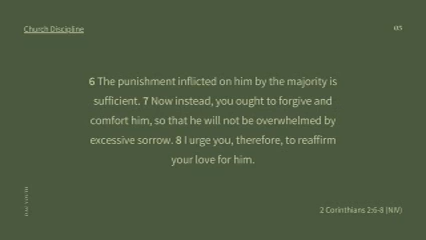 Church Discipline
6 The punishment inflicted on him by the majority is
sufficient. 7 Now instead, you ought to forgive and
comfort him, so that he will not be overwhelmed by
excessive sorrow. 8 I urge you, therefore, to reaffirm
your love for him.
2 Corinthians 2:6-8 (NIV)